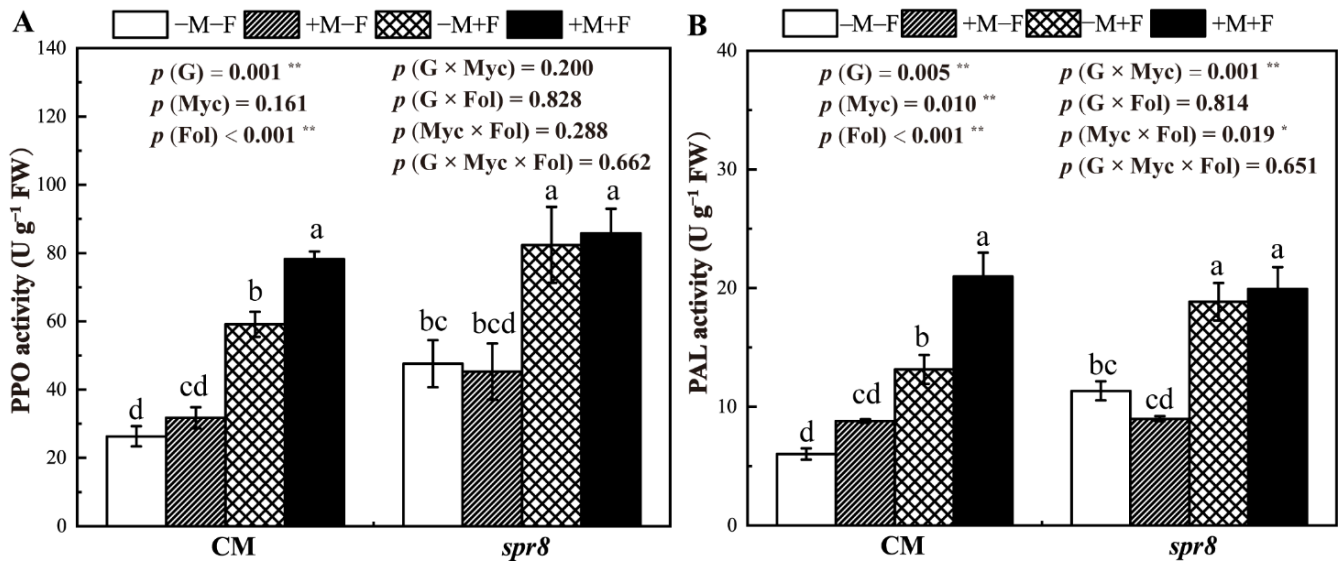 A
−M−F +M−F −M+F +M+F
140
120
100
80
60
40
20
0
PPO activity (U g⁻¹ FW)
p (G) = 0.001 **
p (Myc) = 0.161
p (Fol) < 0.001 **
p (G × Myc) = 0.200
p (G × Fol) = 0.828
p (Myc × Fol) = 0.288
p (G × Myc × Fol) = 0.662
d cd b a bc bcd a a
CM spr8
B
−M−F +M−F −M+F +M+F
40
30
20
10
0
PAL activity (U g⁻¹ FW)
p (G) = 0.005 **
p (Myc) = 0.010 **
p (Fol) < 0.001 **
p (G × Myc) = 0.001 **
p (G × Fol) = 0.814
p (Myc × Fol) = 0.019 *
p (G × Myc × Fol) = 0.651
d cd b a bc cd a a
CM spr8